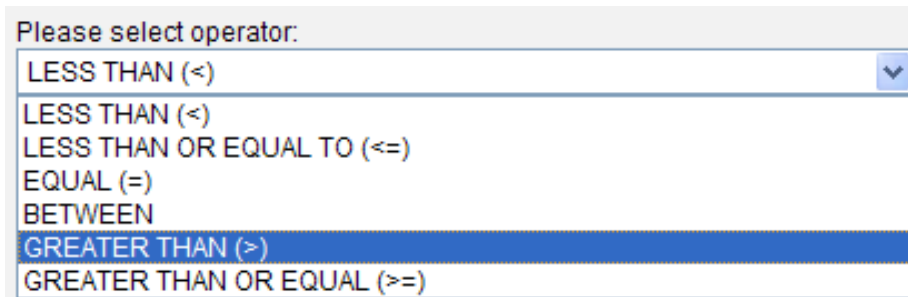 Please select operator:
LESS THAN (<)
LESS THAN (<)
LESS THAN OR EQUAL TO (<=)
EQUAL (=)
BETWEEN
GREATER THAN (>)
GREATER THAN OR EQUAL (>=)